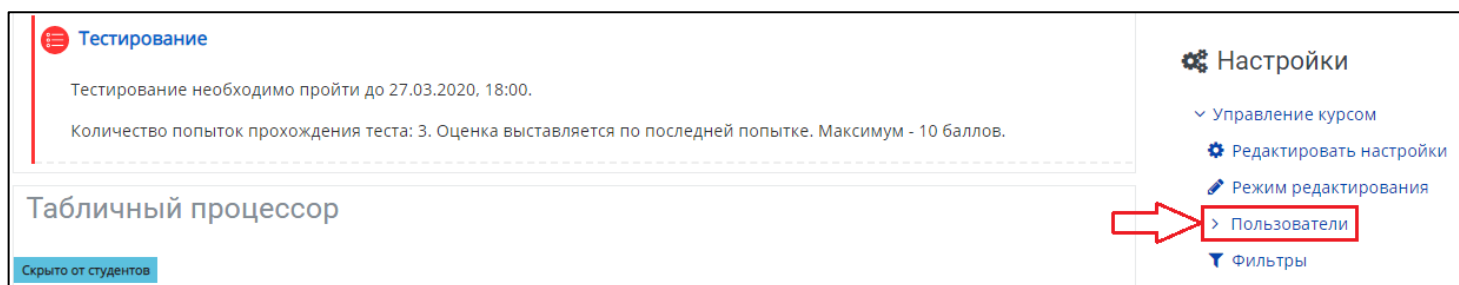 Тестирование
Тестирование необходимо пройти до 27.03.2020, 18:00.
Количество попыток прохождения теста: 3. Оценка выставляется по последней попытке. Максимум - 10 баллов.
Табличный процессор
Скрыто от студентов
Настройки
Управление курсом
Редактировать настройки
Режим редактирования
Пользователи
Фильтры